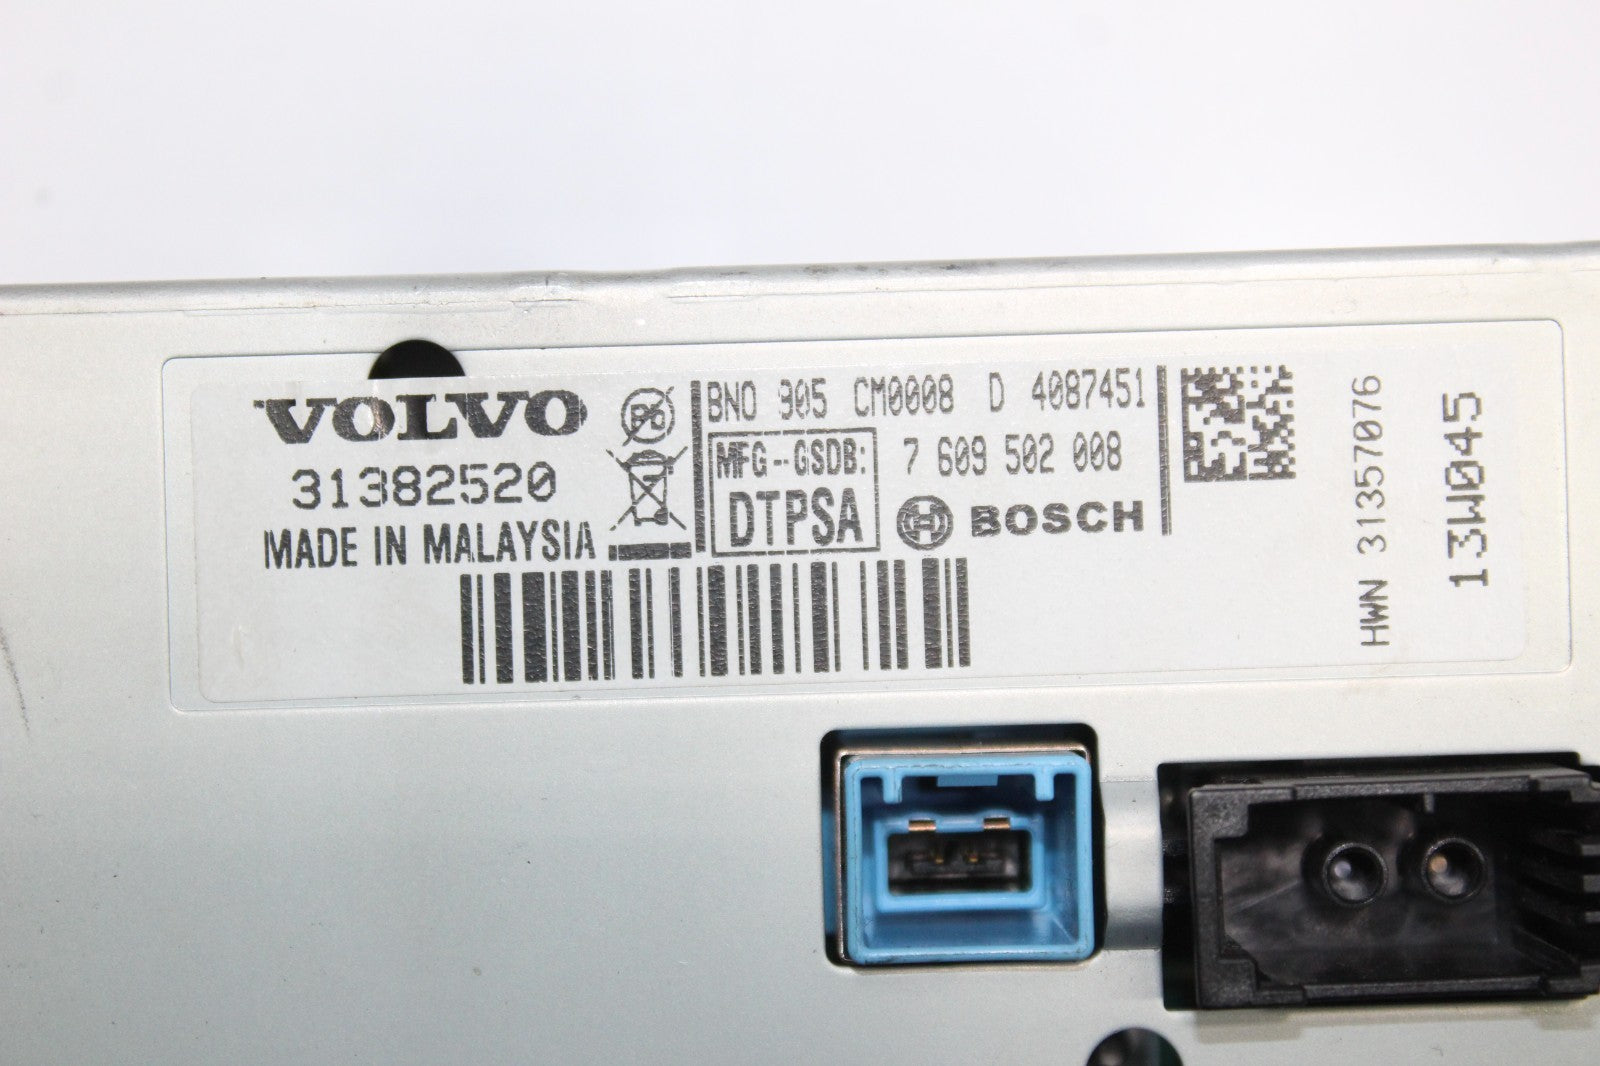 VOLVO
31382520
MADE IN MALAYSIA
BNO 905 CM0008 D 4087451
MFG-GSDB: 7 609 502 008
DTPSA
BOSCH
HWN 31357076
13W045